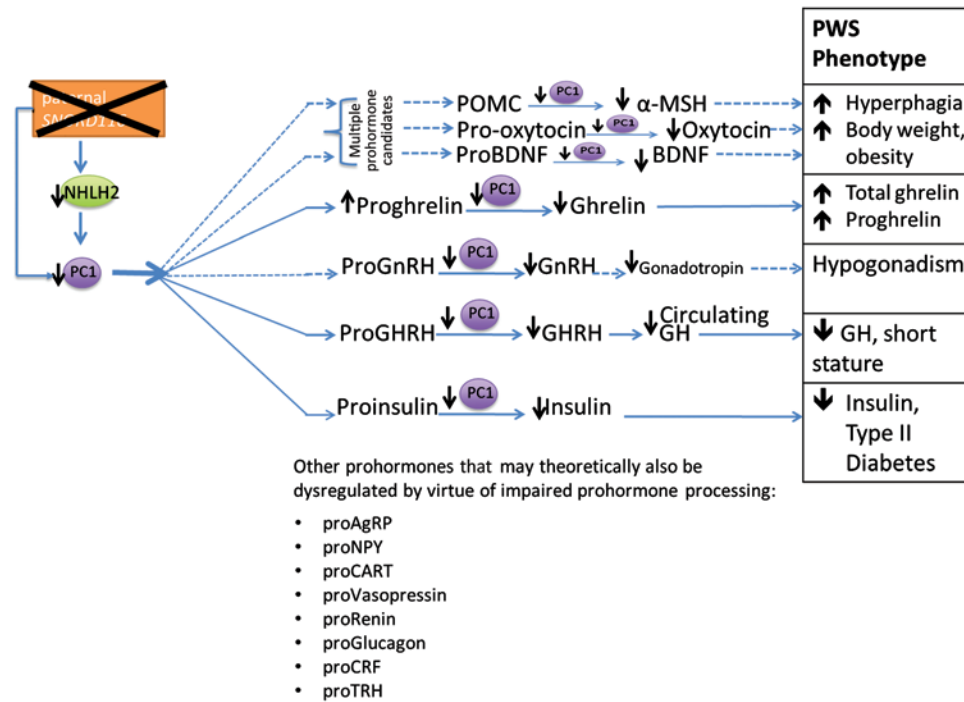 PWS
Phenotype
paternal
NHLH2
PC1
Multiple
prohormone
candidates
POMC PC1 α-MSH
Pro-oxytocin PC1 Oxytocin
ProBDNF PC1 BDNF
Hyperphagia
Body weight,
obesity
Proghrelin PC1 Ghrelin
Total ghrelin
Proghrelin
ProGnRH PC1 GnRH Gonadotropin
Hypogonadism
ProGHRH PC1 GHRH Circulating
GH
GH, short
stature
Proinsulin PC1 Insulin
Insulin,
Type II
Diabetes
Other prohormones that may theoretically also be
dysregulated by virtue of impaired prohormone processing:
• proAgRP
• proNPY
• proCART
• proVasopressin
• proRenin
• proGlucagon
• proCRF
• proTRH